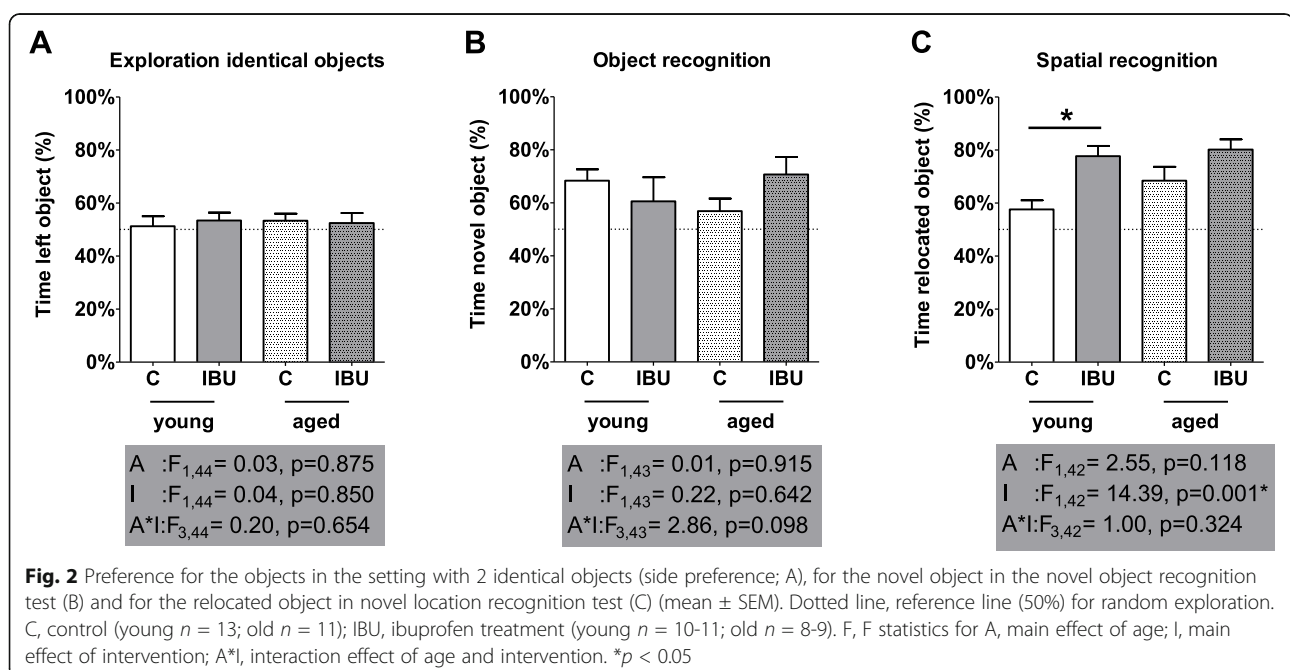 A
Exploration identical objects
Time left object (%)
100%
80%
60%
40%
20%
0%
C IBU C IBU
young aged
A :F1,44= 0.03, p=0.875
I :F1,44= 0.04, p=0.850
A*I:F3,44= 0.20, p=0.654
B
Object recognition
Time novel object (%)
100%
80%
60%
40%
20%
0%
C IBU C IBU
young aged
A :F1,43= 0.01, p=0.915
I :F1,43= 0.22, p=0.642
A*I:F3,43= 2.86, p=0.098
C
Spatial recognition
Time relocated object (%)
100%
80%
60%
40%
20%
0%
*
C IBU C IBU
young aged
A :F1,42= 2.55, p=0.118
I :F1,42= 14.39, p=0.001*
A*I:F3,42= 1.00, p=0.324
Fig. 2 Preference for the objects in the setting with 2 identical objects (side preference; A), for the novel object in the novel object recognition
test (B) and for the relocated object in novel location recognition test (C) (mean ± SEM). Dotted line, reference line (50%) for random exploration.
C, control (young n = 13; old n = 11); IBU, ibuprofen treatment (young n = 10-11; old n = 8-9). F, F statistics for A, main effect of age; I, main
effect of intervention; A*I, interaction effect of age and intervention. *p < 0.05